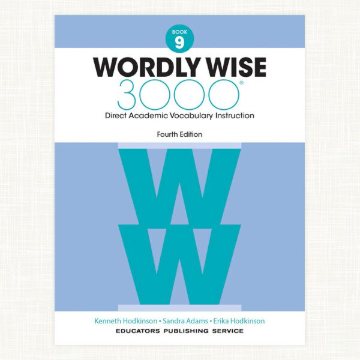 BOOK
9
WORDLY WISE
3000®
Direct Academic Vocabulary Instruction
Fourth Edition
W
W
Kenneth Hodkinson • Sandra Adams • Erika Hodkinson
EDUCATORS PUBLISHING SERVICE